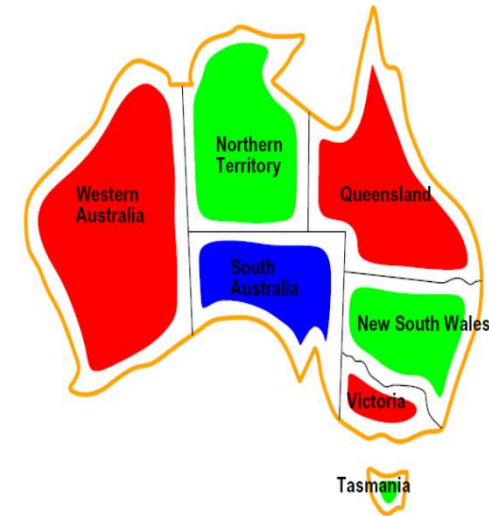 Northern
Territory
Western
Australia
Queensland
South
Australia
New South Wales
Victoria
Tasmania